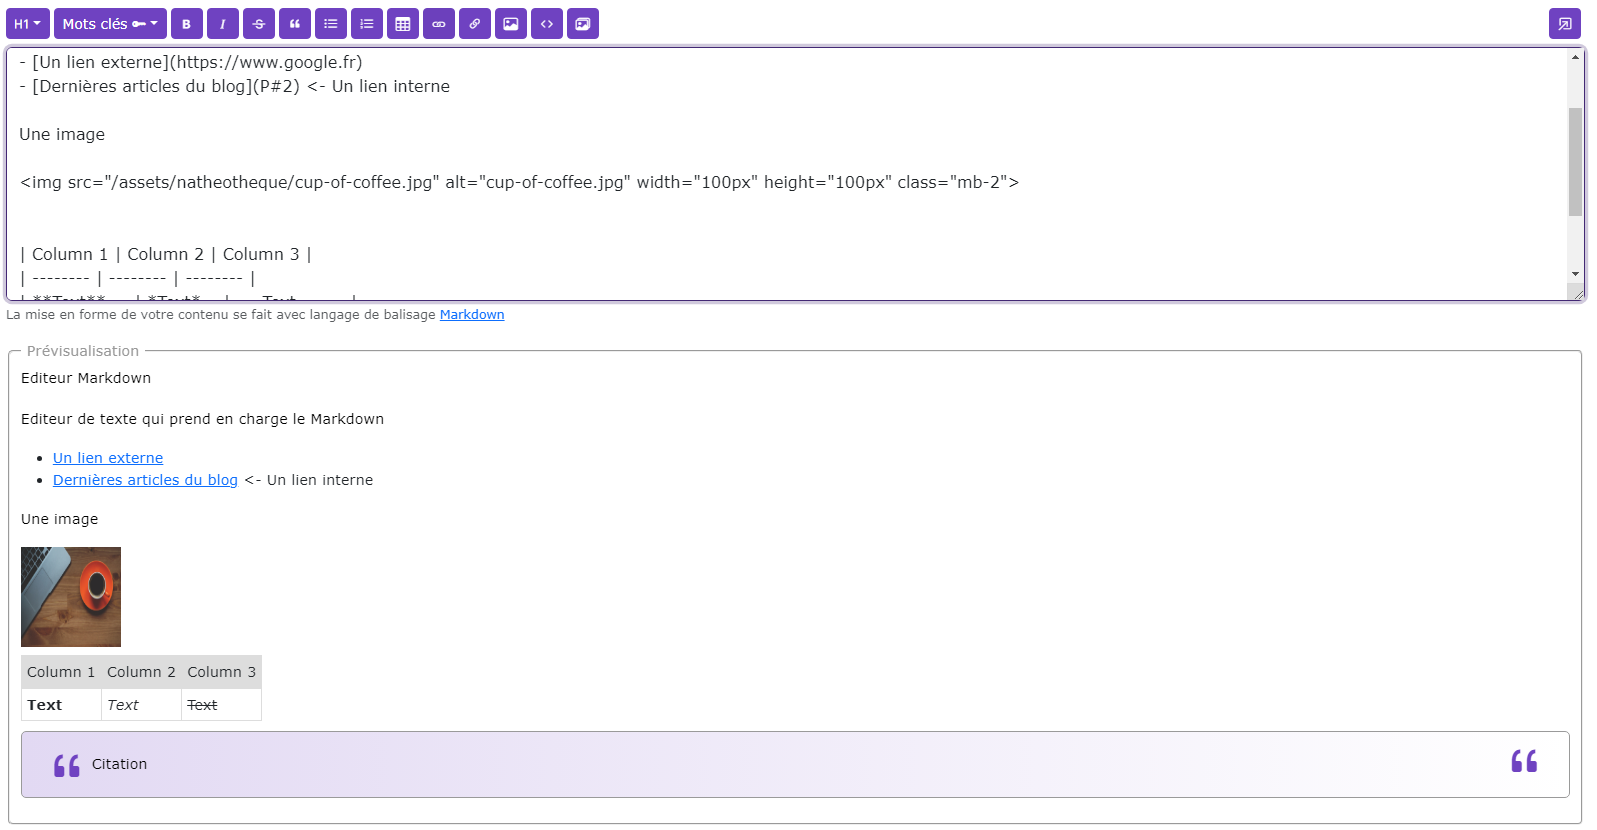 H1 Mots clés B I S
- [Un lien externe](https://www.google.fr)
- [Dernières articles du blog](P#2) <- Un lien interne
Une image
<img src="/assets/natheotheque/cup-of-coffee.jpg" alt="cup-of-coffee.jpg" width="100px" height="100px" class="mb-2">
| Column 1 | Column 2 | Column 3 |
| -------- | -------- | -------- |
| **Text** | *Text* | Text |
La mise en forme de votre contenu se fait avec langage de balisage Markdown
Prévisualisation
Editeur Markdown
Editeur de texte qui prend en charge le Markdown
Un lien externe
Dernières articles du blog <- Un lien interne
Une image
Column 1 Column 2 Column 3
Text Text Text
Citation